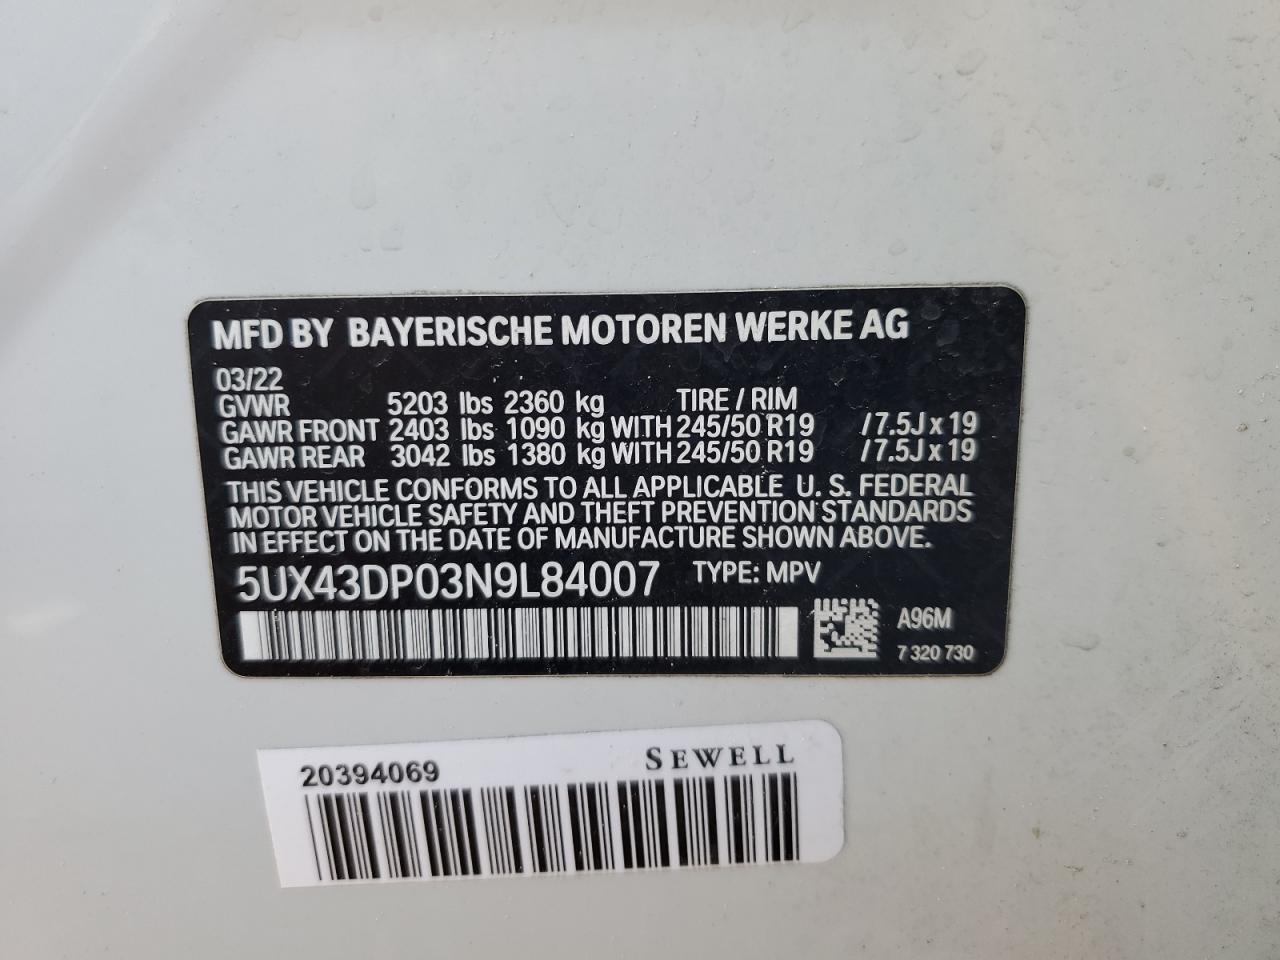 MFD BY BAYERISCHE MOTOREN WERKE AG
03/22
GVWR 5203 lbs 2360 kg TIRE / RIM
GAWR FRONT 2403 lbs 1090 kg WITH 245/50 R19 / 7.5J x 19
GAWR REAR 3042 lbs 1380 kg WITH 245/50 R19 / 7.5J x 19
THIS VEHICLE CONFORMS TO ALL APPLICABLE U. S. FEDERAL
MOTOR VEHICLE SAFETY AND THEFT PREVENTION STANDARDS
IN EFFECT ON THE DATE OF MANUFACTURE SHOWN ABOVE.
5UX43DP03N9L84007 TYPE: MPV
A96M
7 320 730
20394069 SEWELL